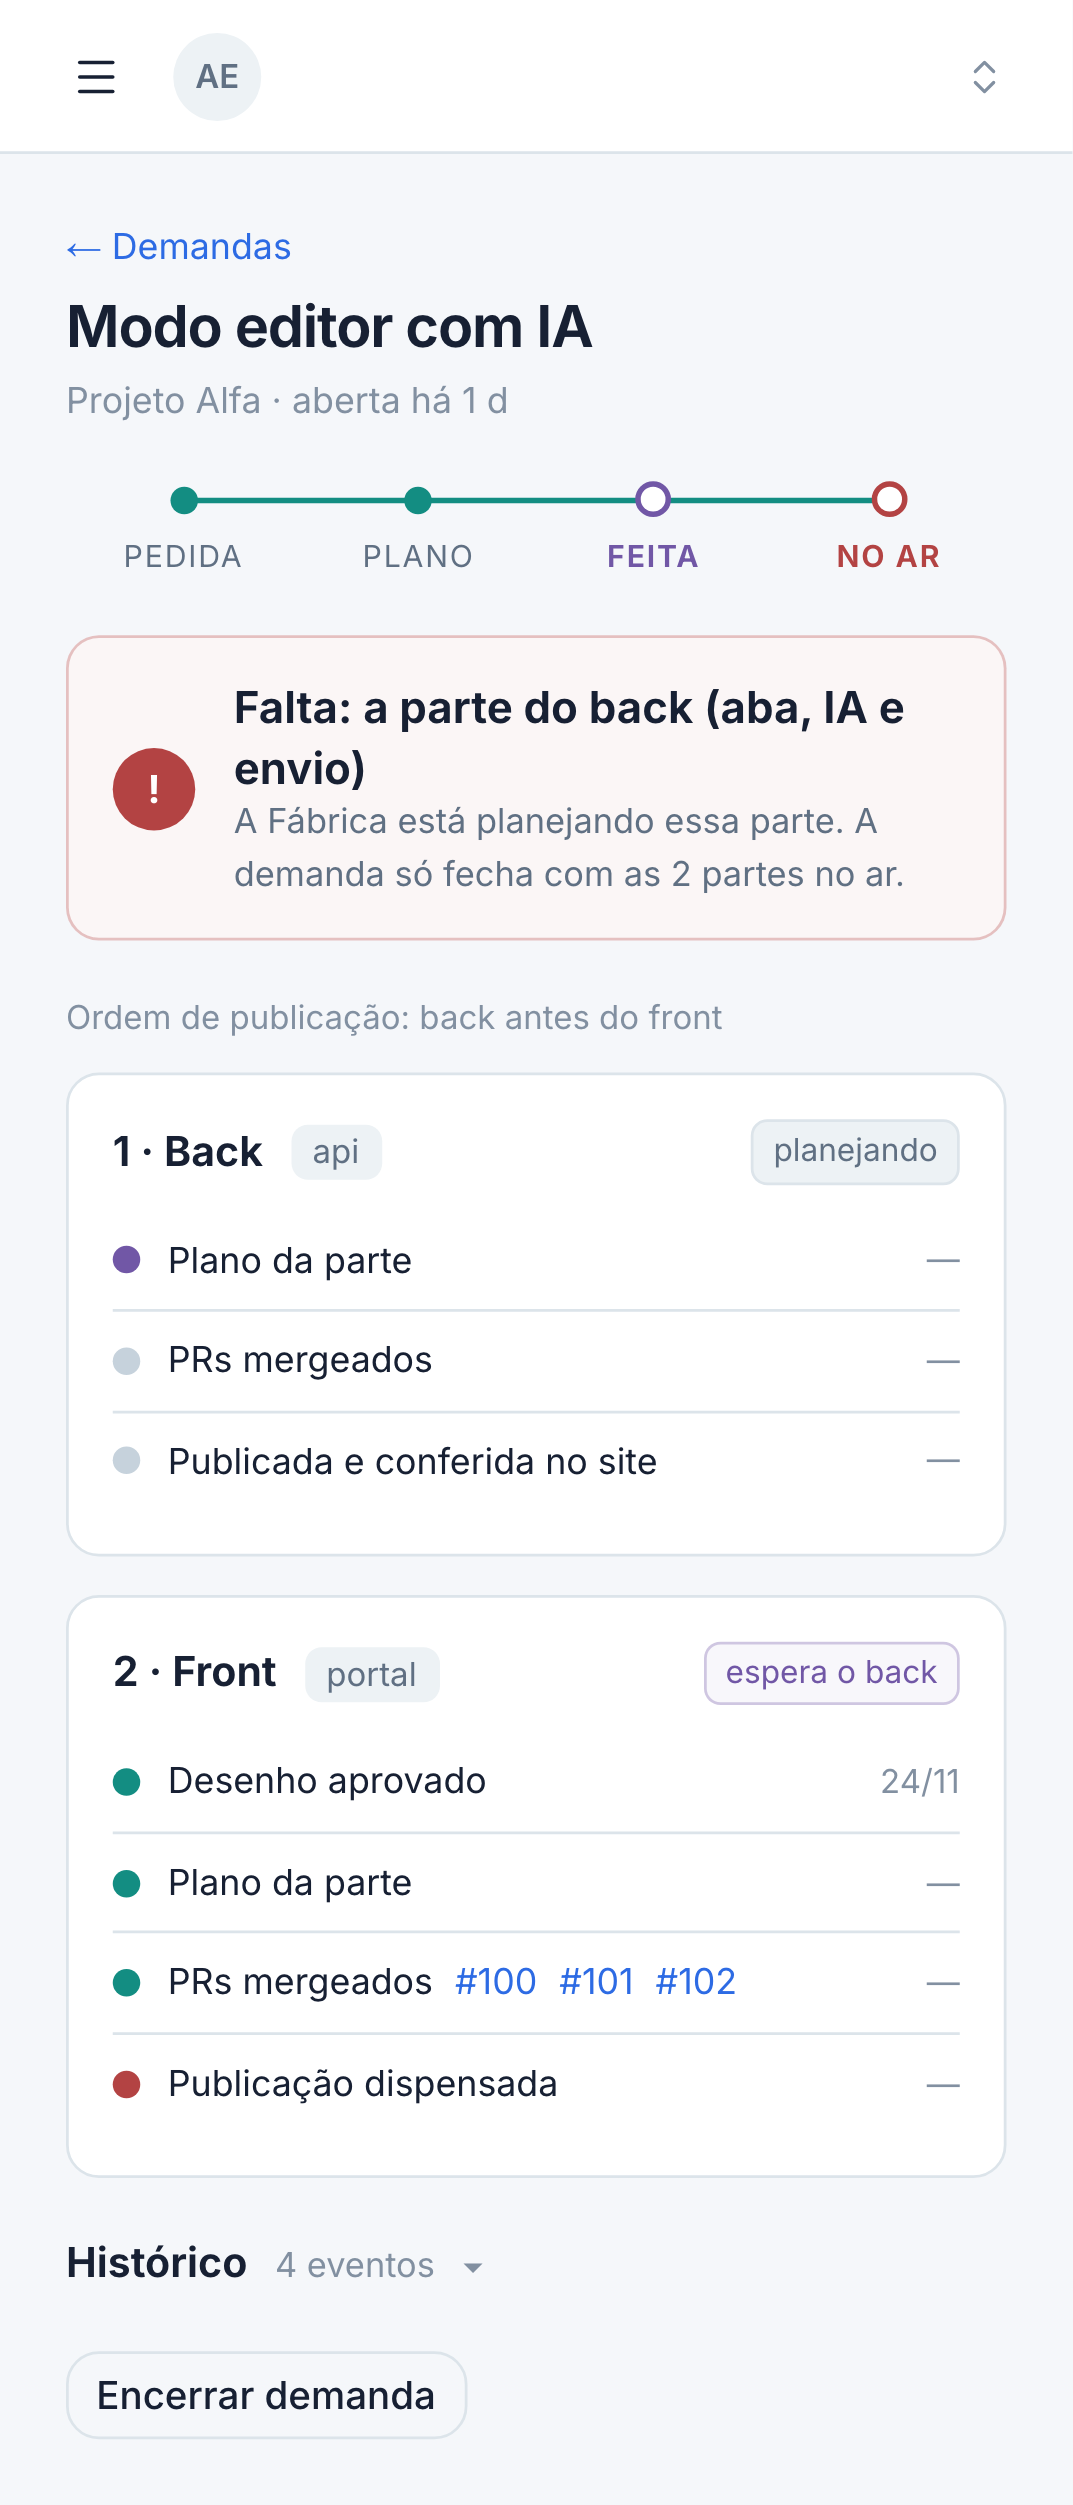 AE
← Demandas
Modo editor com IA
Projeto Alfa · aberta há 1 d
PEDIDA PLANO FEITA NO AR
!
Falta: a parte do back (aba, IA e
envio)
A Fábrica está planejando essa parte. A
demanda só fecha com as 2 partes no ar.
Ordem de publicação: back antes do front
1 · Back api planejando
Plano da parte —
PRs mergeados —
Publicada e conferida no site —
2 · Front portal espera o back
Desenho aprovado 24/11
Plano da parte —
PRs mergeados #100 #101 #102 —
Publicação dispensada —
Histórico 4 eventos
Encerrar demanda